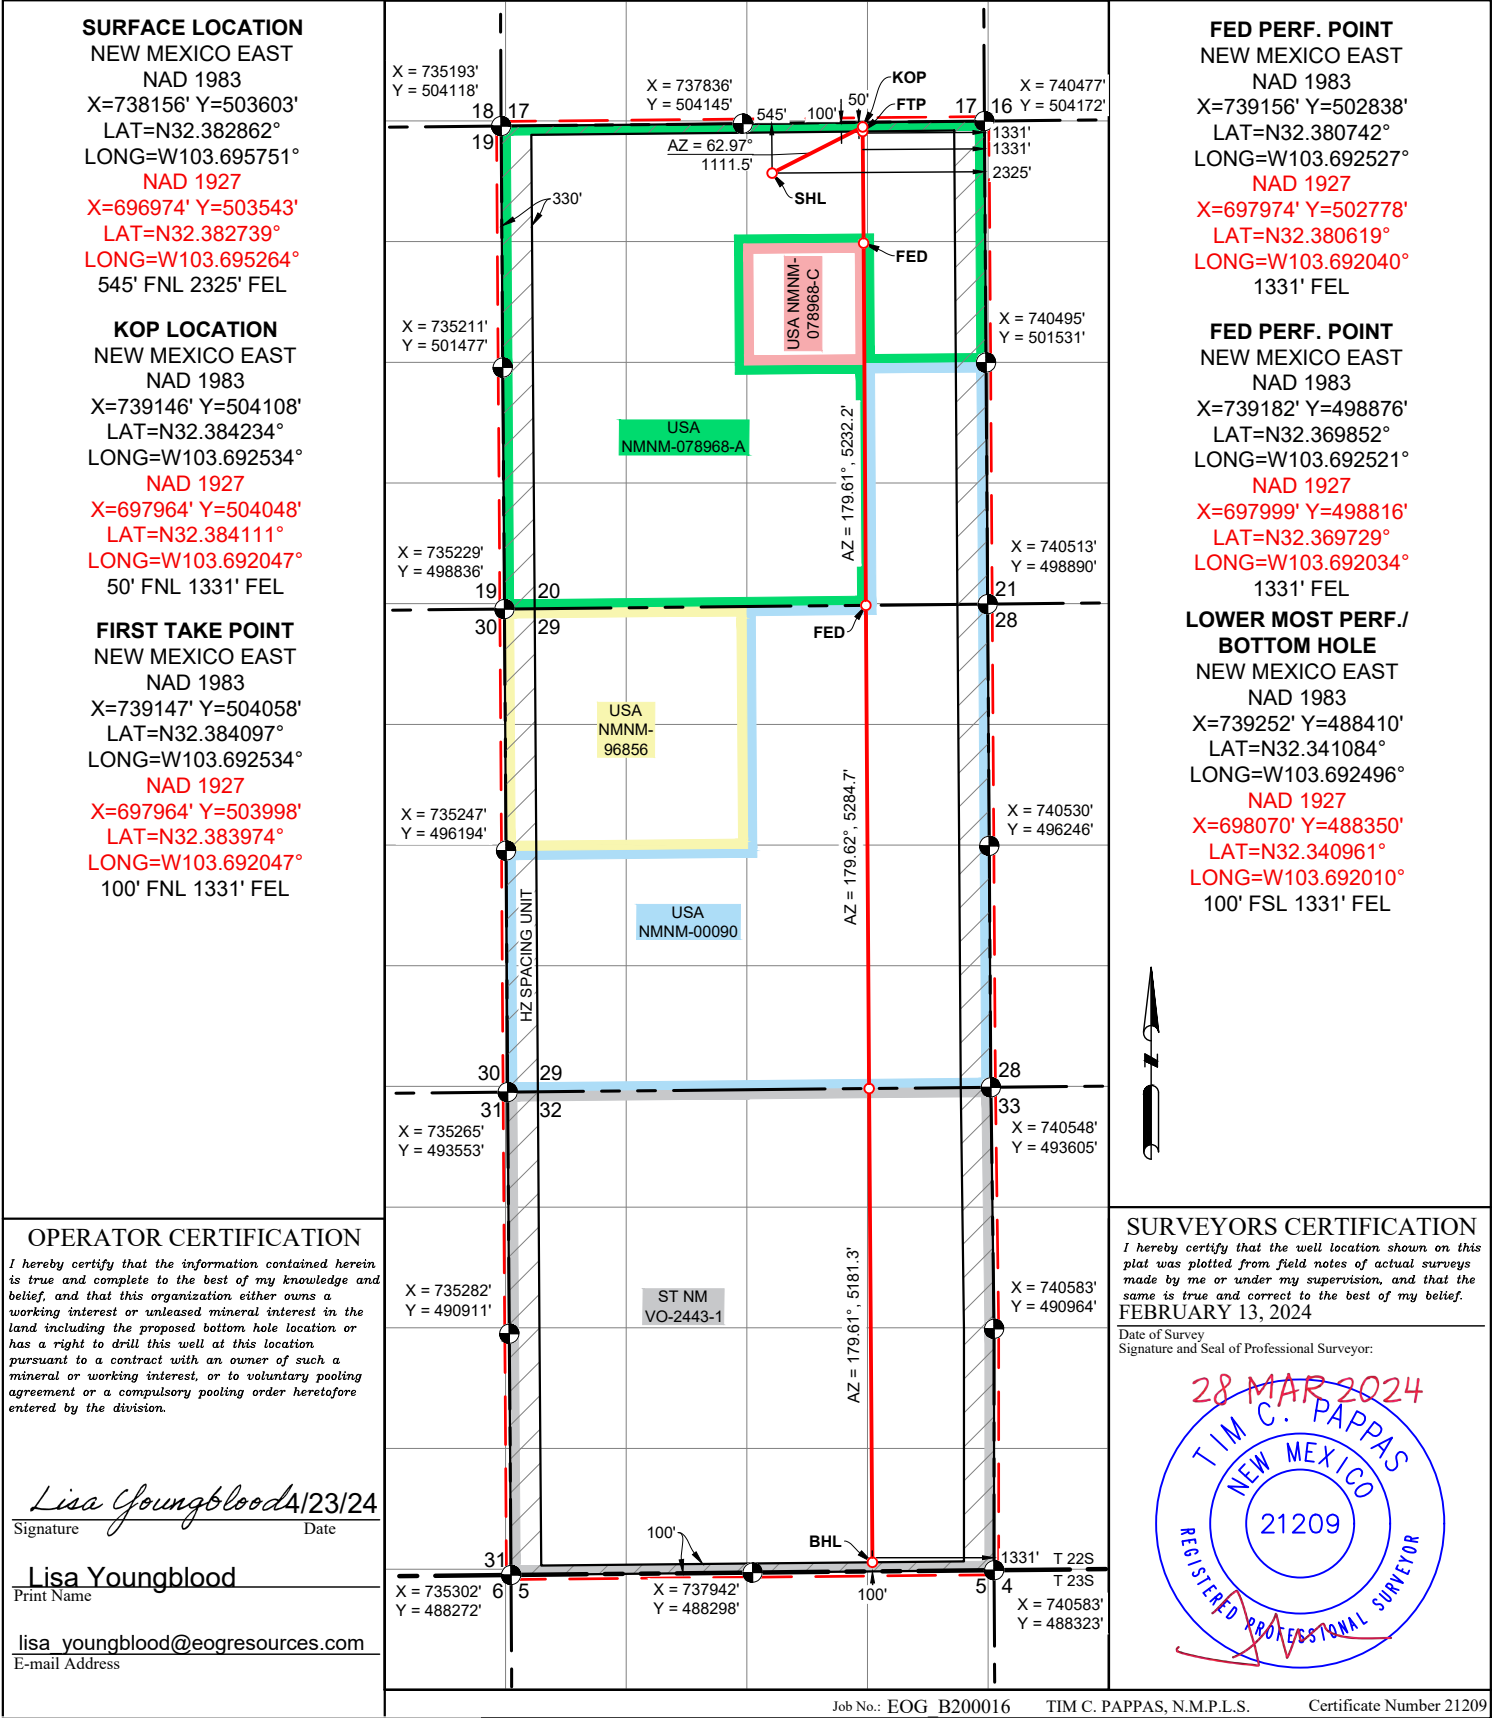 SURFACE LOCATION
NEW MEXICO EAST
NAD 1983
X=738156' Y=503603'
LAT=N32.382862°
LONG=W103.695751°
NAD 1927
X=696974' Y=503543'
LAT=N32.382739°
LONG=W103.695264°
545' FNL 2325' FEL
KOP LOCATION
NEW MEXICO EAST
NAD 1983
X=739146' Y=504108'
LAT=N32.384234°
LONG=W103.692534°
NAD 1927
X=697964' Y=504048'
LAT=N32.384111°
LONG=W103.692047°
50' FNL 1331' FEL
FIRST TAKE POINT
NEW MEXICO EAST
NAD 1983
X=739147' Y=504058'
LAT=N32.384097°
LONG=W103.692534°
NAD 1927
X=697964' Y=503998'
LAT=N32.383974°
LONG=W103.692047°
100' FNL 1331' FEL
OPERATOR CERTIFICATION
I hereby certify that the information contained herein
is true and complete to the best of my knowledge and
belief, and that this organization either owns a
working interest or unleased mineral interest in the
land including the proposed bottom hole location or
has a right to drill this well at this location
pursuant to a contract with an owner of such a
mineral or working interest, or to voluntary pooling
agreement or a compulsory pooling order heretofore
entered by the division.
Lisa Youngblood 4/23/24
Signature Date
Lisa Youngblood
Print Name
lisa_youngblood@eogresources.com
E-mail Address
X = 735193'
Y = 504118'
X = 737836'
Y = 504145'
X = 740477'
Y = 504172'
KOP
FTP
50'
100'
545'
18 17
17 16
19
AZ = 62.97°
1111.5'
1331'
1331'
2325'
SHL
330'
FED
USA NMNM-
078968-C
X = 735211'
Y = 501477'
X = 740495'
Y = 501531'
USA
NMNM-078968-A
AZ = 179.61°, 5232.2'
X = 735229'
Y = 498836'
X = 740513'
Y = 498890'
19 20
21
30 29
28
FED
USA
NMNM-
96856
AZ = 179.62°, 5284.7'
X = 735247'
Y = 496194'
X = 740530'
Y = 496246'
USA
NMNM-00090
HZ SPACING UNIT
30 29
28
31 32
33
X = 735265'
Y = 493553'
X = 740548'
Y = 493605'
AZ = 179.61°, 5181.3'
X = 735282'
Y = 490911'
X = 740583'
Y = 490964'
ST NM
VO-2443-1
100'
BHL
31
1331'
T 22S
T 23S
6 5
5 4
100'
X = 735302'
Y = 488272'
X = 737942'
Y = 488298'
X = 740583'
Y = 488323'
FED PERF. POINT
NEW MEXICO EAST
NAD 1983
X=739156' Y=502838'
LAT=N32.380742°
LONG=W103.692527°
NAD 1927
X=697974' Y=502778'
LAT=N32.380619°
LONG=W103.692040°
1331' FEL
FED PERF. POINT
NEW MEXICO EAST
NAD 1983
X=739182' Y=498876'
LAT=N32.369852°
LONG=W103.692521°
NAD 1927
X=697999' Y=498816'
LAT=N32.369729°
LONG=W103.692034°
1331' FEL
LOWER MOST PERF./
BOTTOM HOLE
NEW MEXICO EAST
NAD 1983
X=739252' Y=488410'
LAT=N32.341084°
LONG=W103.692496°
NAD 1927
X=698070' Y=488350'
LAT=N32.340961°
LONG=W103.692010°
100' FSL 1331' FEL
N
SURVEYORS CERTIFICATION
I hereby certify that the well location shown on this
plat was plotted from field notes of actual surveys
made by me or under my supervision, and that the
same is true and correct to the best of my belief.
FEBRUARY 13, 2024
Date of Survey
Signature and Seal of Professional Surveyor:
28 MAR 2024
TIM C. PAPPAS
NEW MEXICO
21209
REGISTERED PROFESSIONAL SURVEYOR
Job No.: EOG_B200016 TIM C. PAPPAS, N.M.P.L.S. Certificate Number 21209